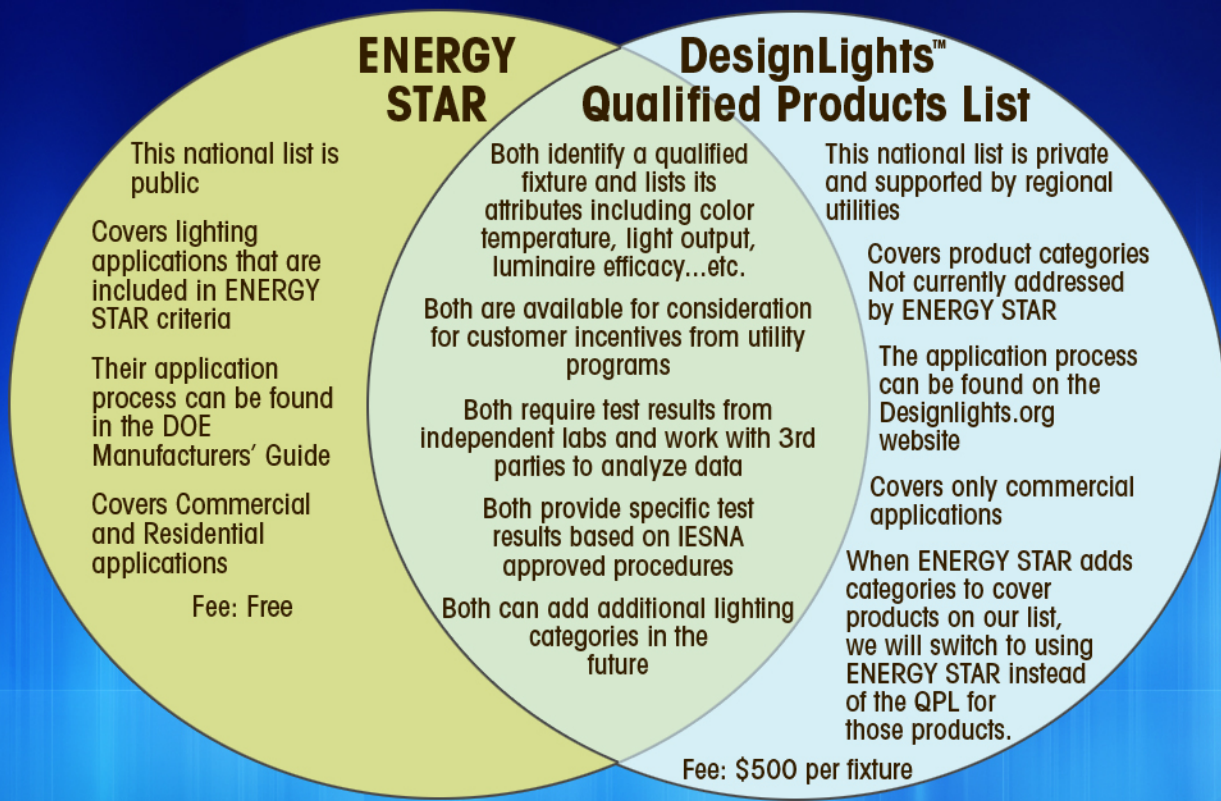 ENERGY
STAR
This national list is
public
Covers lighting
applications that are
included in ENERGY
STAR criteria
Their application
process can be found
in the DOE
Manufacturers' Guide
Covers Commercial
and Residential
applications
Fee: Free
Both identify a qualified
fixture and lists its
attributes including color
temperature, light output,
luminaire efficacy...etc.
Both are available for consideration
for customer incentives from utility
programs
Both require test results from
independent labs and work with 3rd
parties to analyze data
Both provide specific test
results based on IESNA
approved procedures
Both can add additional lighting
categories in the
future
DesignLights™
Qualified Products List
This national list is private
and supported by regional
utilities
Covers product categories
Not currently addressed
by ENERGY STAR
The application process
can be found on the
Designlights.org
website
Covers only commercial
applications
When ENERGY STAR adds
categories to cover
products on our list,
we will switch to using
ENERGY STAR instead
of the QPL for
those products.
Fee: $500 per fixture